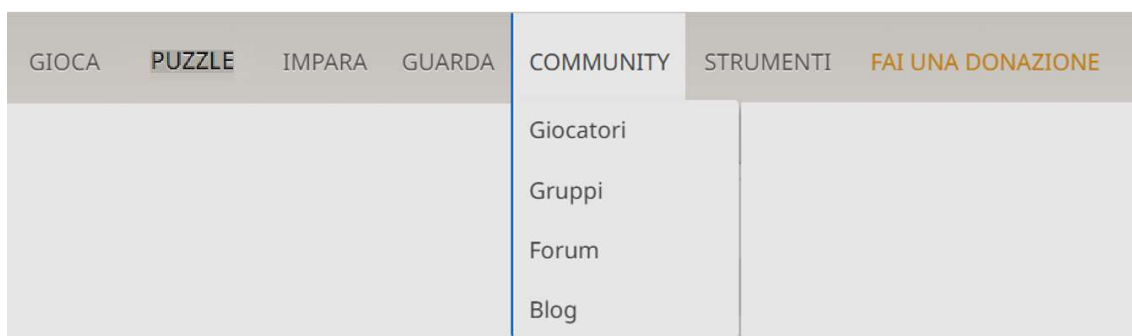 GIOCA PUZZLE IMPARA GUARDA COMMUNITY STRUMENTI FAI UNA DONAZIONE
Giocatori
Gruppi
Forum
Blog